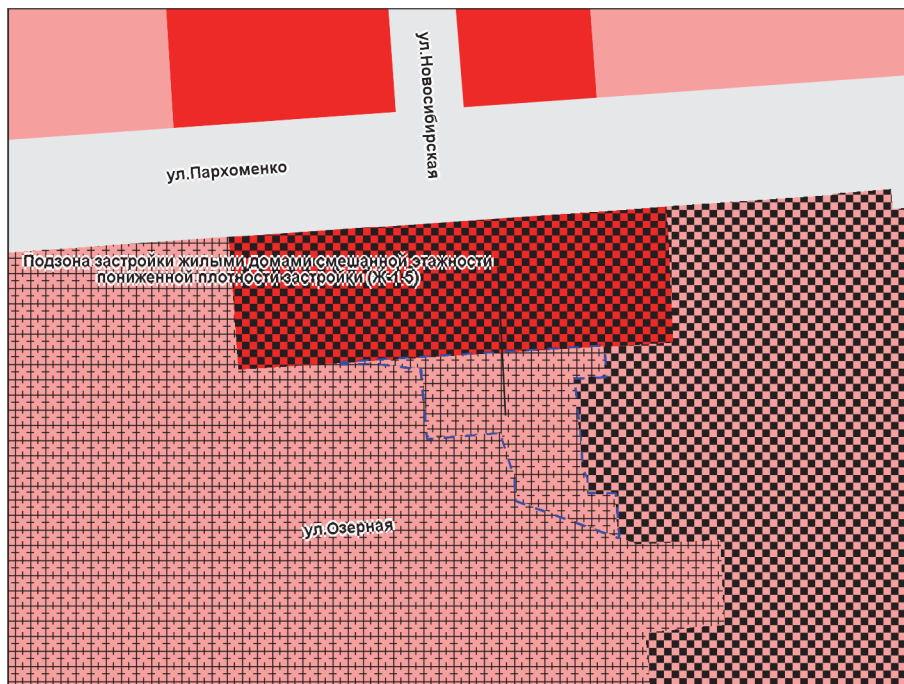 ул.Новосибирская
ул.Пархоменко
Подзона застройки жилыми домами смешанной этажности
пониженной плотности застройки (Ж-1.5)
ул.Озерная